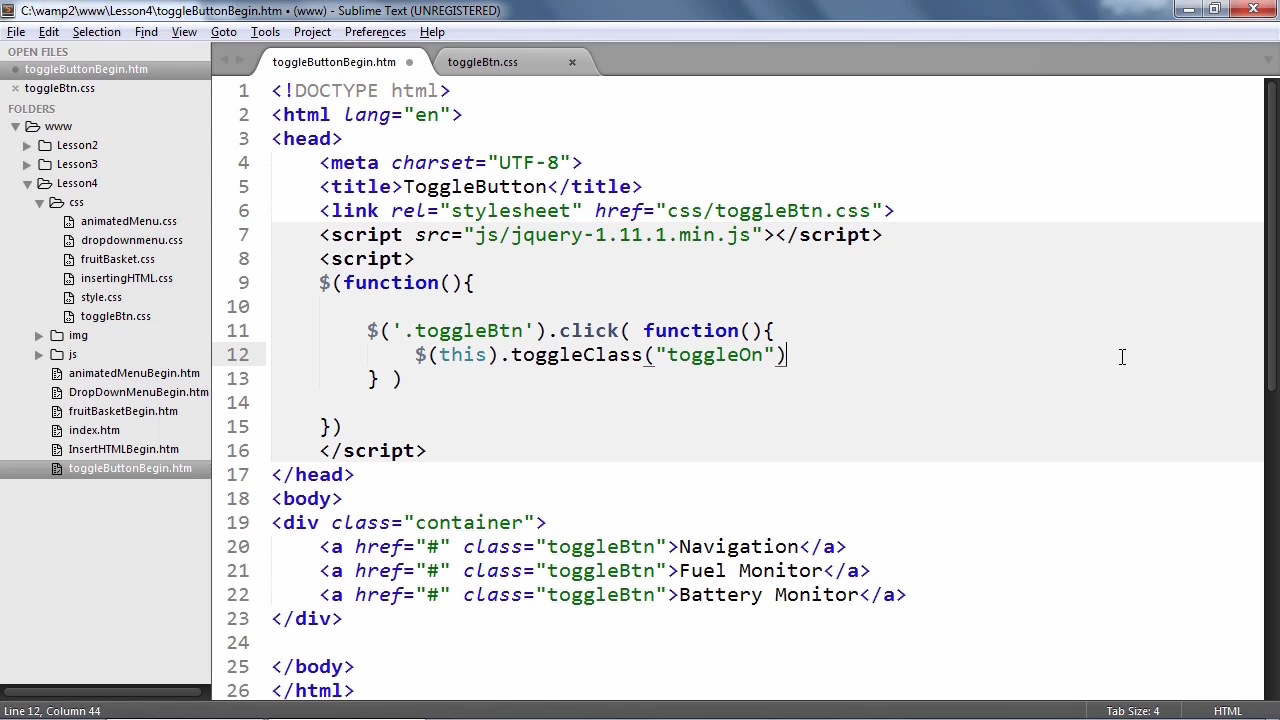 C:\wamp2\www\Lesson4\toggleButtonBegin.htm • (www) - Sublime Text (UNREGISTERED)
File Edit Selection Find View Goto Tools Project Preferences Help
OPEN FILES
toggleButtonBegin.htm
toggleBtn.css
FOLDERS
www
Lesson2
Lesson3
Lesson4
css
animatedMenu.css
dropdownmenu.css
fruitBasket.css
insertingHTML.css
style.css
toggleBtn.css
img
js
animatedMenuBegin.htm
DropDownMenuBegin.htm
fruitBasketBegin.htm
index.htm
InsertHTMLBegin.htm
toggleButtonBegin.htm
toggleButtonBegin.htm toggleBtn.css
1 <!DOCTYPE html>
2 <html lang="en">
3 <head>
4 <meta charset="UTF-8">
5 <title>ToggleButton</title>
6 <link rel="stylesheet" href="css/toggleBtn.css">
7 <script src="js/jquery-1.11.1.min.js"></script>
8 <script>
9 $(function(){
10
11 $('.toggleBtn').click( function(){
12 $(this).toggleClass("toggleOn")
13 } )
14
15 })
16 </script>
17 </head>
18 <body>
19 <div class="container">
20 <a href="#" class="toggleBtn">Navigation</a>
21 <a href="#" class="toggleBtn">Fuel Monitor</a>
22 <a href="#" class="toggleBtn">Battery Monitor</a>
23 </div>
24
25 </body>
26 </html>
Line 12, Column 44 Tab Size: 4 HTML